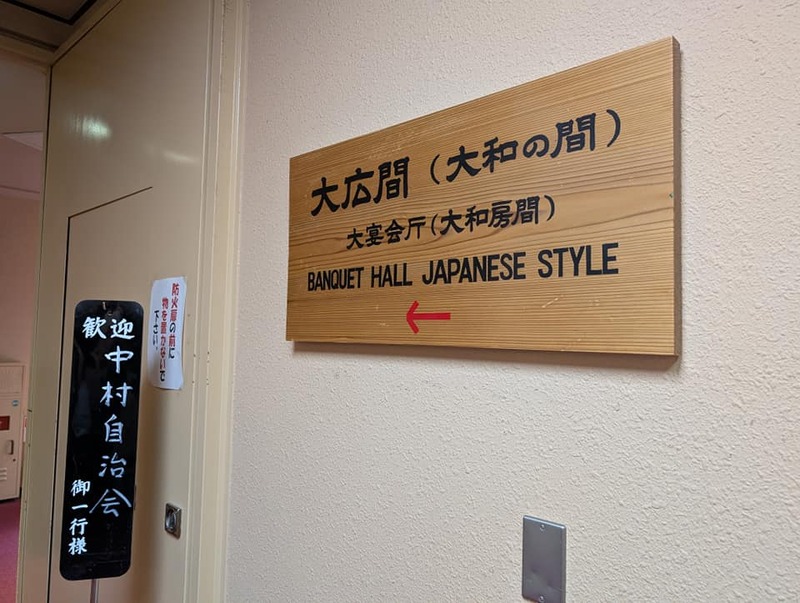 大広間(大和の間)
大宴会厅(大和房間)
BANQUET HALL JAPANESE STYLE
歓迎
中村自治会
御一行様
防火扉の前に
物を置かないで
下さい。